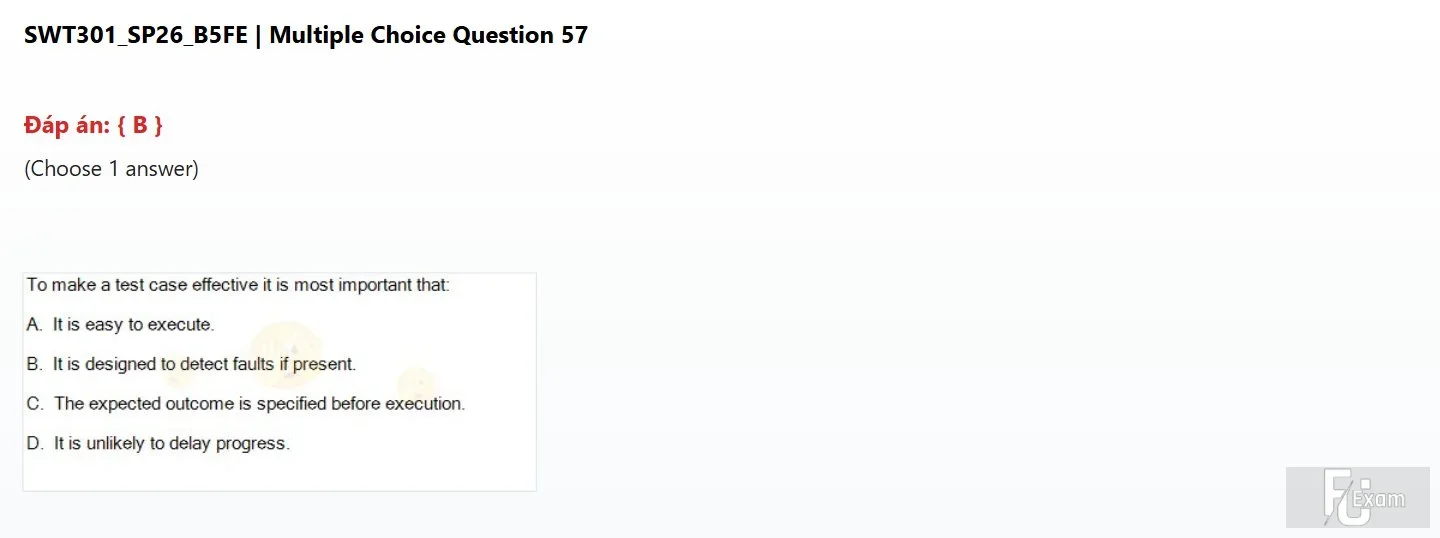 SWT301_SP26_B5FE | Multiple Choice Question 57
Đáp án: { B }
(Choose 1 answer)
To make a test case effective it is most important that:
A. It is easy to execute.
B. It is designed to detect faults if present.
C. The expected outcome is specified before execution.
D. It is unlikely to delay progress.
FU Exam